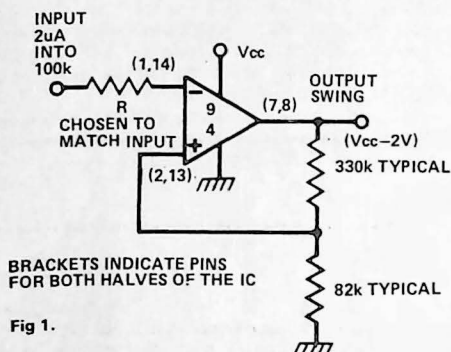 INPUT
2uA
INTO
100k
(1,14)
Vcc
R
CHOSEN TO
MATCH INPUT
−
9
4
+
(2,13)
(7,8)
OUTPUT
SWING
(Vcc−2V)
330k TYPICAL
82k TYPICAL
BRACKETS INDICATE PINS
FOR BOTH HALVES OF THE IC
Fig 1.